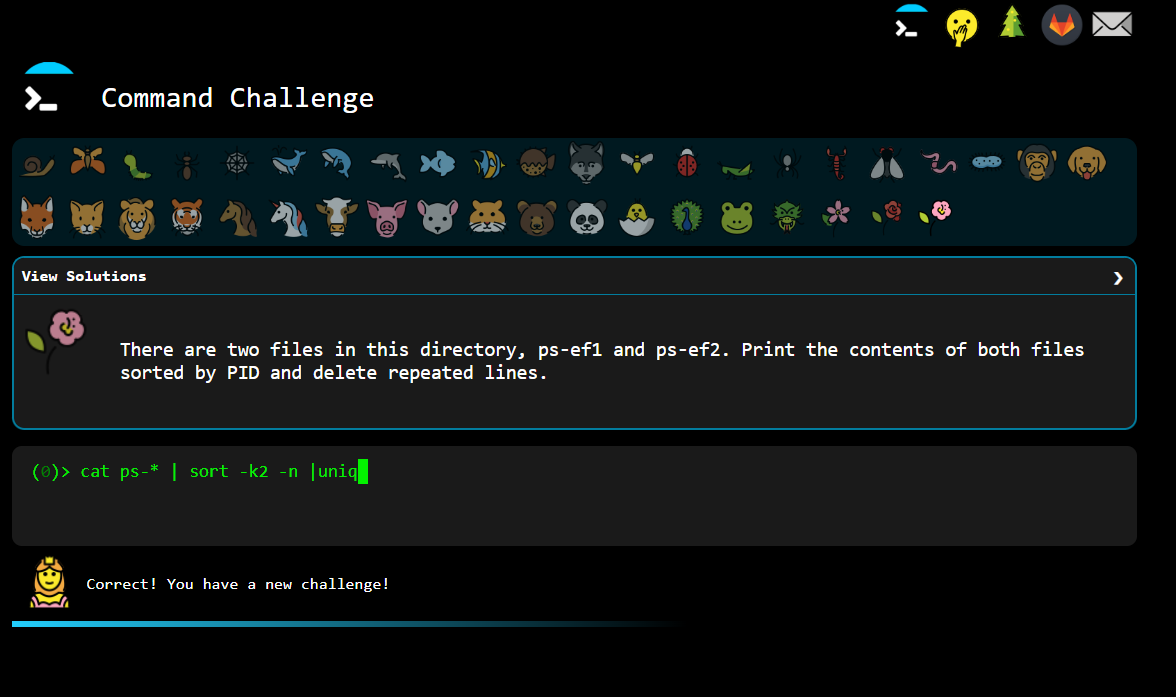 Command Challenge
View Solutions
There are two files in this directory, ps-ef1 and ps-ef2. Print the contents of both files
sorted by PID and delete repeated lines.
(0)> cat ps-* | sort -k2 -n |uniq
Correct! You have a new challenge!